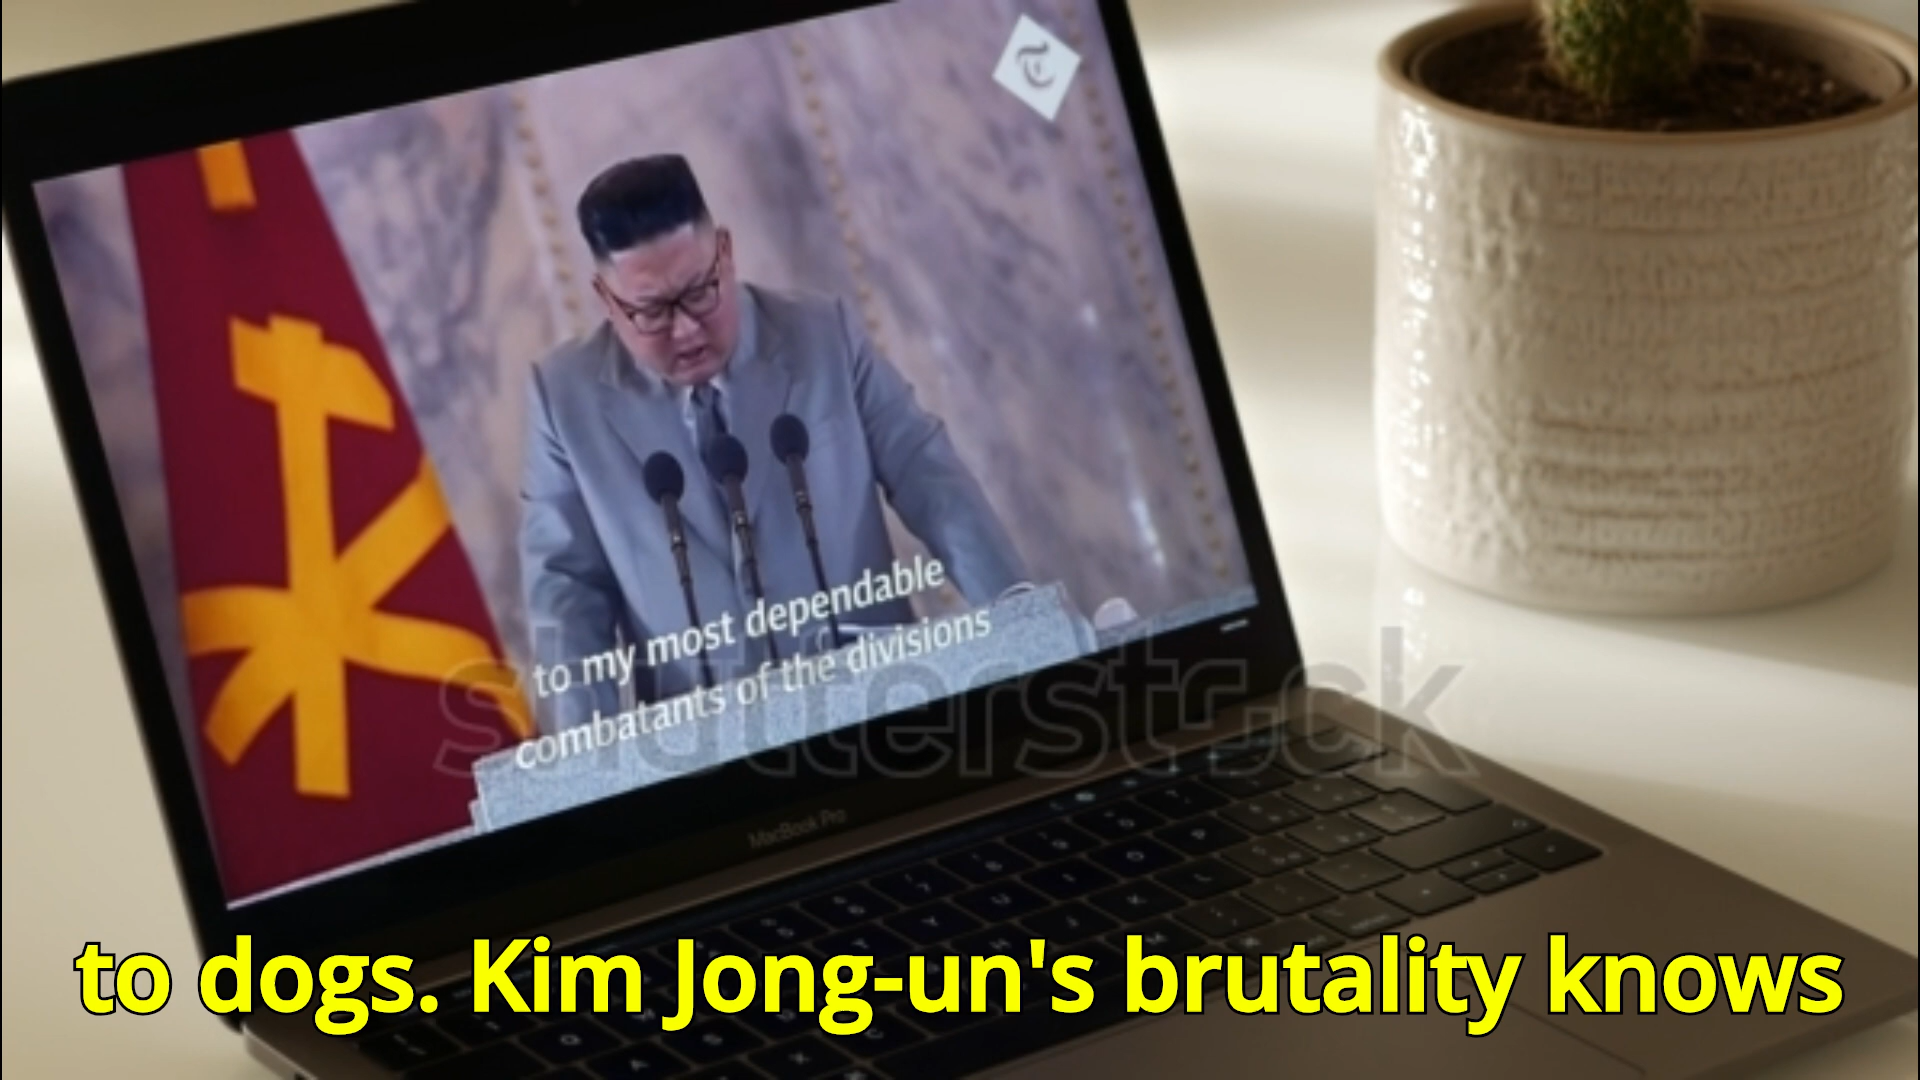 to my most dependable
combatants of the divisions
shutterstock
MacBook Pro
to dogs. Kim Jong-un's brutality knows